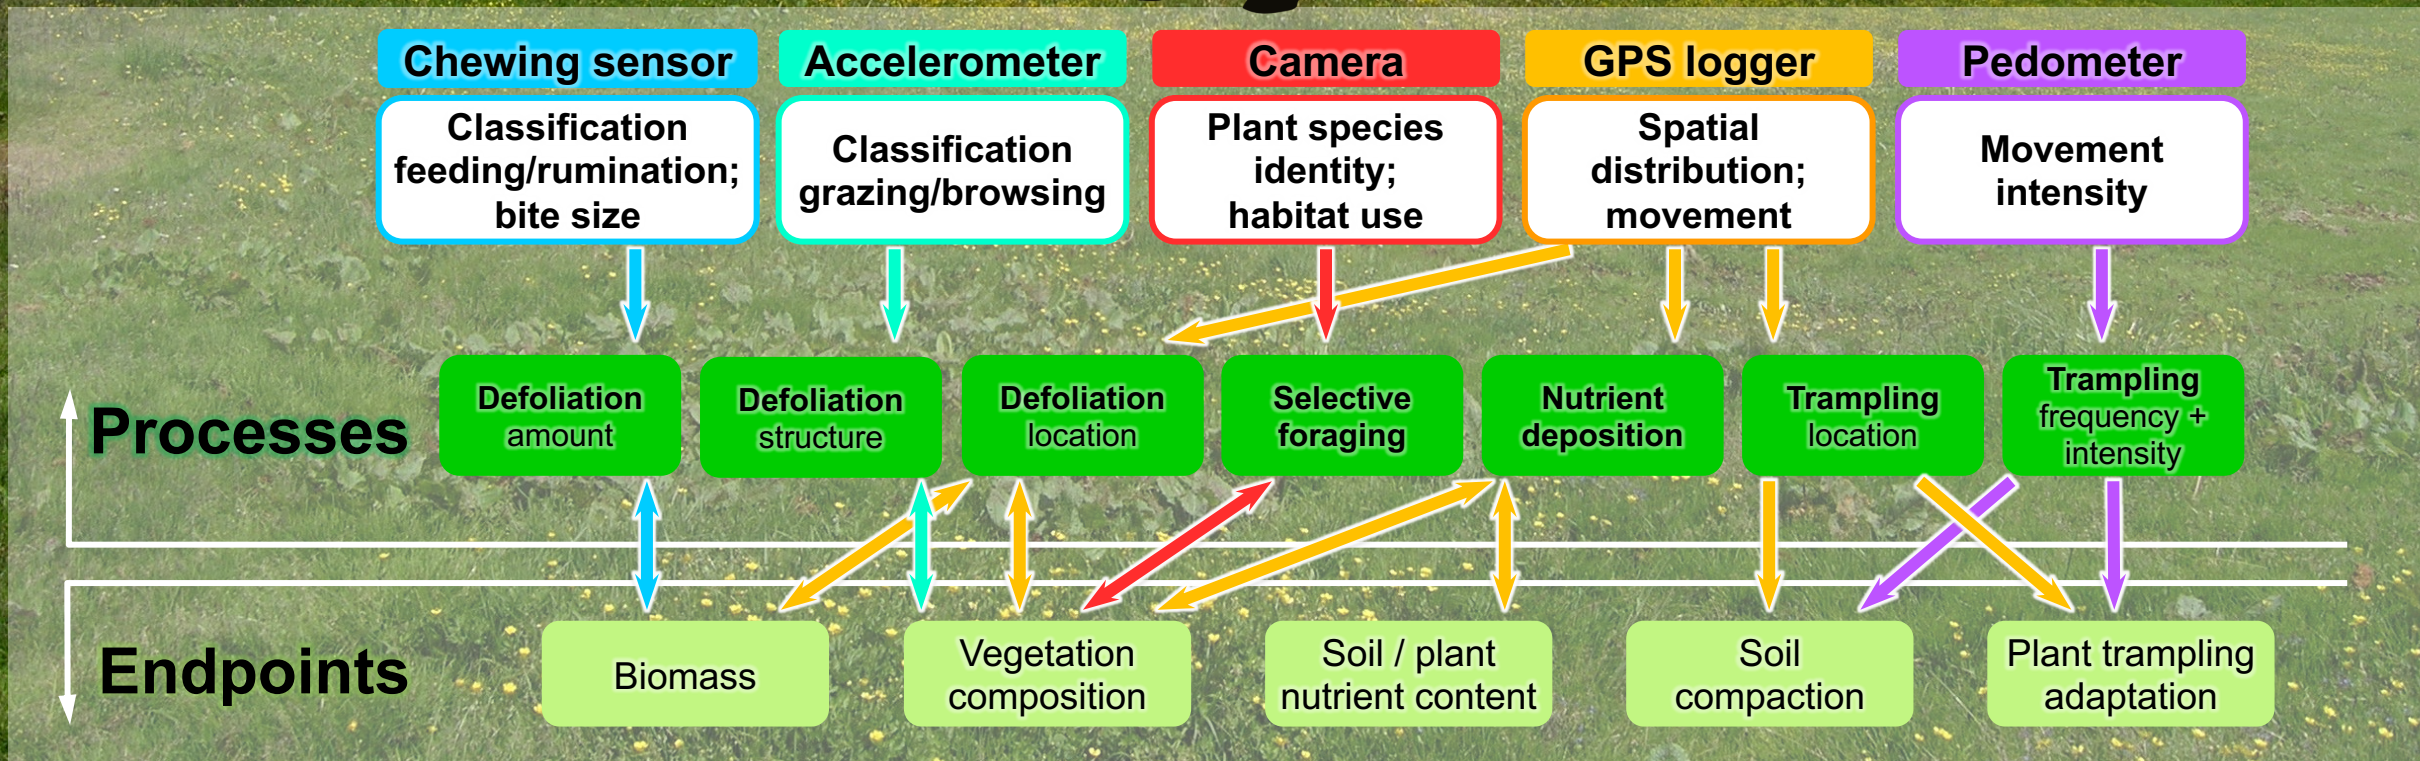 Chewing sensor
Accelerometer
Camera
GPS logger
Pedometer
Classification
feeding/rumination;
bite size
Classification
grazing/browsing
Plant species
identity;
habitat use
Spatial
distribution;
movement
Movement
intensity
Processes
Defoliation
amount
Defoliation
structure
Defoliation
location
Selective
foraging
Nutrient
deposition
Trampling
location
Trampling
frequency +
intensity
Endpoints
Biomass
Vegetation
composition
Soil / plant
nutrient content
Soil
compaction
Plant trampling
adaptation